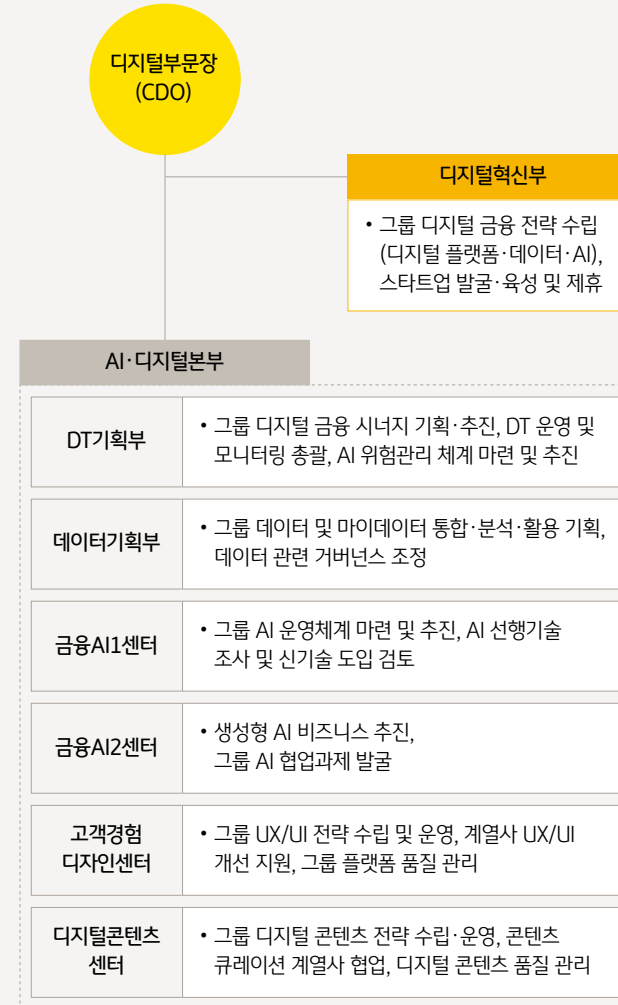 디지털부문장
(CDO)
디지털혁신부
• 그룹 디지털 금융 전략 수립
(디지털 플랫폼·데이터·AI),
스타트업 발굴·육성 및 제휴
AI·디지털본부
DT기획부
• 그룹 디지털 금융 시너지 기획·추진, DT 운영 및
모니터링 총괄, AI 위험관리 체계 마련 및 추진
데이터기획부
• 그룹 데이터 및 마이데이터 통합·분석·활용 기획,
데이터 관련 거버넌스 조정
금융AI1센터
• 그룹 AI 운영체계 마련 및 추진, AI 선행기술
조사 및 신기술 도입 검토
금융AI2센터
• 생성형 AI 비즈니스 추진,
그룹 AI 협업과제 발굴
고객경험
디자인센터
• 그룹 UX/UI 전략 수립 및 운영, 계열사 UX/UI
개선 지원, 그룹 플랫폼 품질 관리
디지털콘텐츠
센터
• 그룹 디지털 콘텐츠 전략 수립·운영, 콘텐츠
큐레이션 계열사 협업, 디지털 콘텐츠 품질 관리